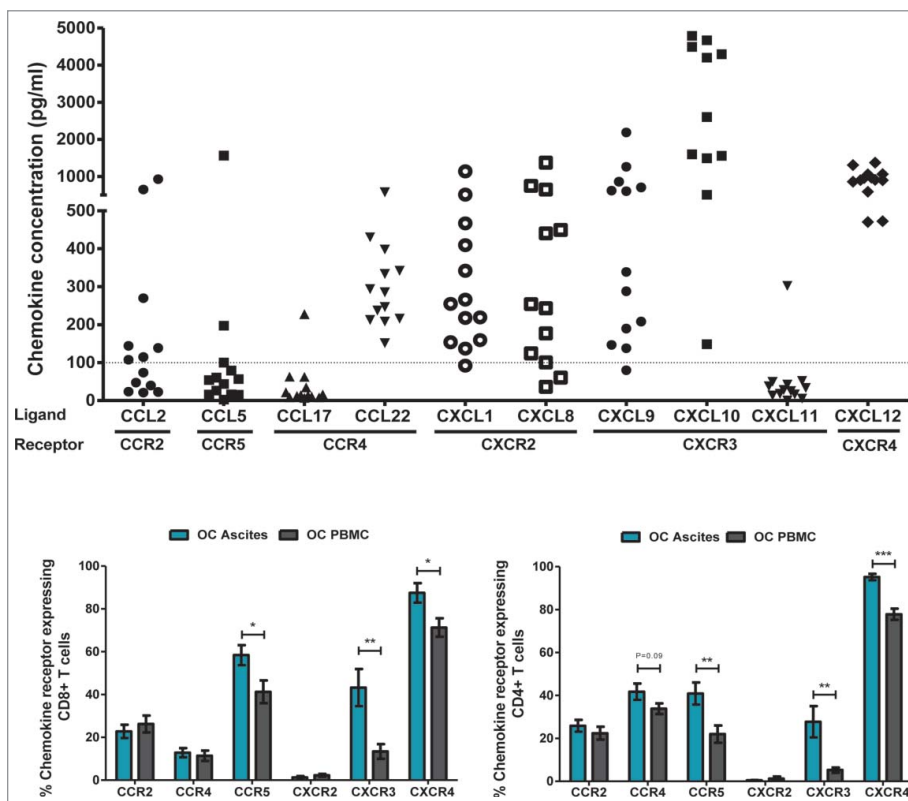 Chemokine concentration (pg/ml)
5000
4000
3000
2000
1000
500
400
300
200
100
0
Ligand CCL2 CCL5 CCL17 CCL22 CXCL1 CXCL8 CXCL9 CXCL10 CXCL11 CXCL12
Receptor CCR2 CCR5 CCR4 CXCR2 CXCR3 CXCR4
OC Ascites OC PBMC
% Chemokine receptor expressing
CD8+ T cells
100
80
60
40
20
0
*
**
*
CCR2 CCR4 CCR5 CXCR2 CXCR3 CXCR4
OC Ascites OC PBMC
% Chemokine receptor expressing
CD4+ T cells
100
80
60
40
20
0
P=0.09
**
**
***
CCR2 CCR4 CCR5 CXCR2 CXCR3 CXCR4